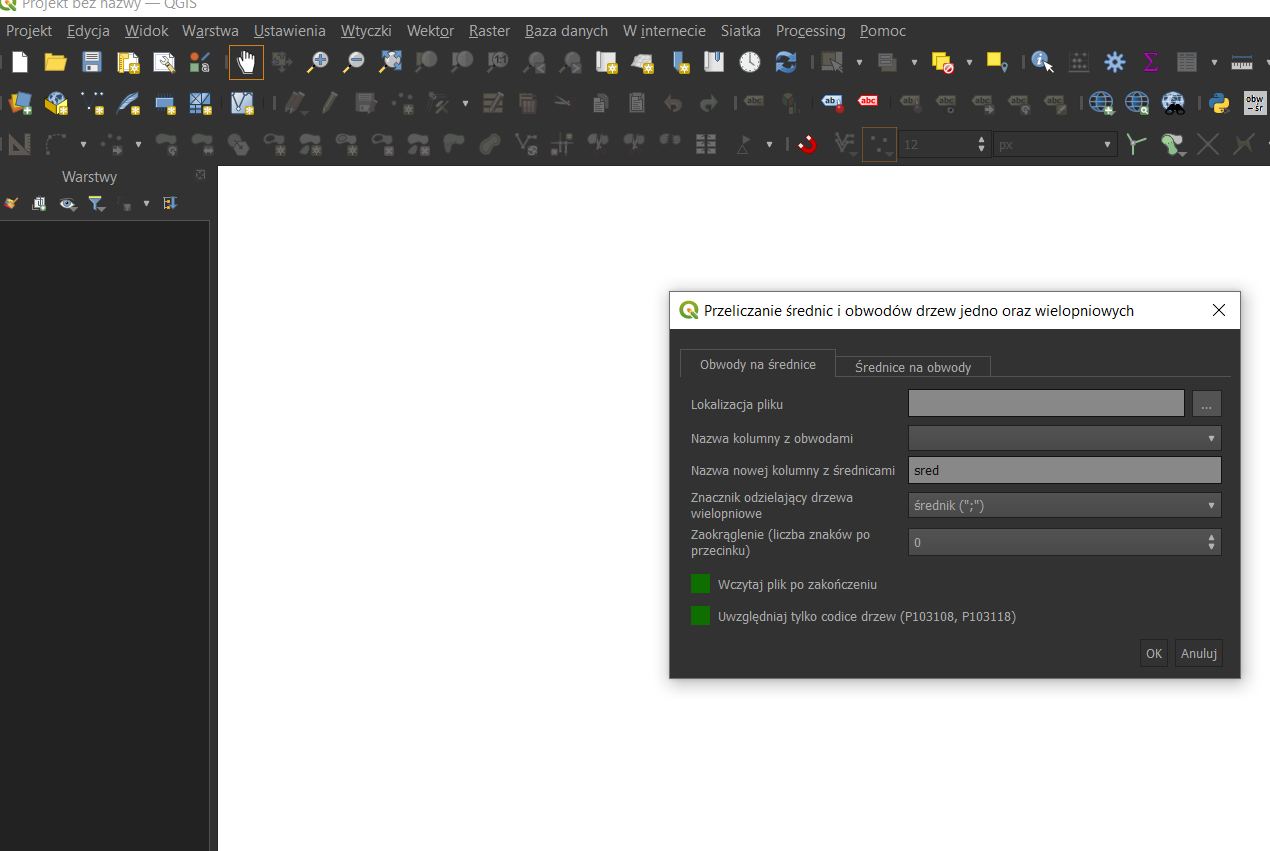 Projekt bez nazwy — QGIS
Projekt Edycja Widok Warstwa Ustawienia Wtyczki Wektor Raster Baza danych W internecie Siatka Processing Pomoc
abc abc abc abc abc abc abc abc
obw
– śr
12 px
Warstwy
Przeliczanie średnic i obwodów drzew jedno oraz wielopniowych
Obwody na średnice Średnice na obwody
Lokalizacja pliku ...
Nazwa kolumny z obwodami
Nazwa nowej kolumny z średnicami sred
Znacznik odzielający drzewa
wielopniowe
średnik (";")
Zaokrąglenie (liczba znaków po
przecinku)
0
Wczytaj plik po zakończeniu
Uwzględniaj tylko codice drzew (P103108, P103118)
OK Anuluj